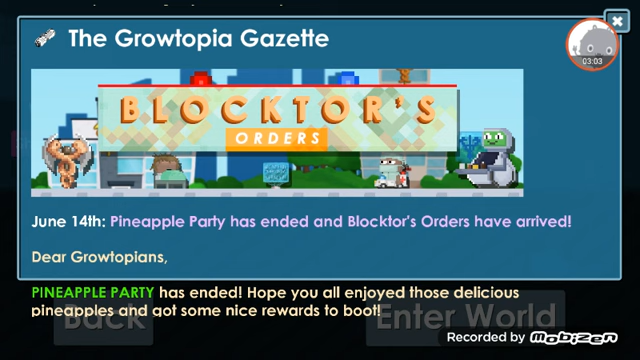 The Growtopia Gazette
03:03
BLOCKTOR'S
ORDERS
June 14th: Pineapple Party has ended and Blocktor's Orders have arrived!
Dear Growtopians,
PINEAPPLE PARTY has ended! Hope you all enjoyed those delicious
pineapples and got some nice rewards to boot!
Back
Enter World
Recorded by mobizen